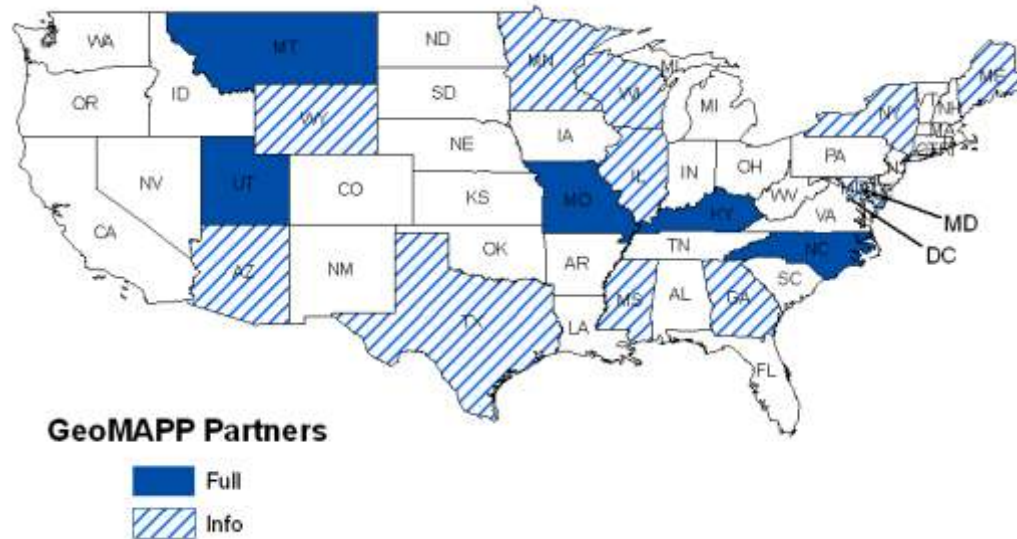 WA
MT
ND
MN
MI
ME
OR
ID
SD
WI
MI
NY
VT
NH
WY
MA
IA
NE
PA
NV
UT
CO
IL
IN
OH
NJ
CA
KS
MO
WV
VA
MD
KY
DC
AZ
NM
OK
TN
NC
AR
SC
TX
MS
AL
GA
LA
FL
GeoMAPP Partners
Full
Info